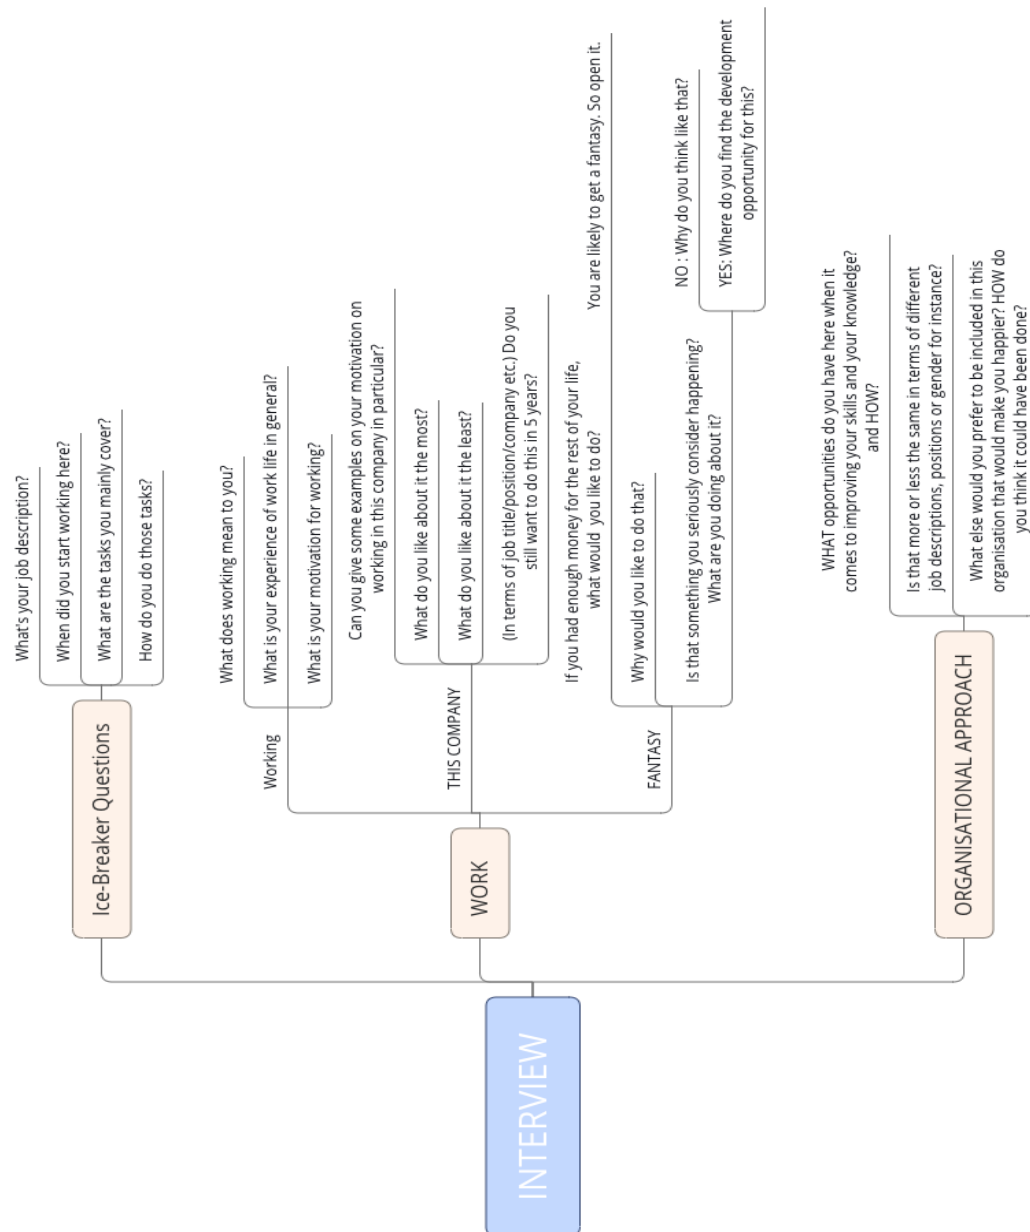 INTERVIEW
Ice-Breaker Questions
What's your job description?
When did you start working here?
What are the tasks you mainly cover?
How do you do those tasks?
WORK
Working
What does working mean to you?
What is your experience of work life in general?
What is your motivation for working?
THIS COMPANY
Can you give some examples on your motivation on
working in this company in particular?
What do you like about it the most?
What do you like about it the least?
(In terms of job title/position/company etc.) Do you
still want to do this in 5 years?
FANTASY
If you had enough money for the rest of your life,
what would you like to do?
You are likely to get a fantasy. So open it.
Why would you like to do that?
Is that something you seriously consider happening?
What are you doing about it?
NO : Why do you think like that?
YES: Where do you find the development
opportunity for this?
ORGANISATIONAL APPROACH
WHAT opportunities do you have here when it
comes to improving your skills and your knowledge?
and HOW?
Is that more or less the same in terms of different
job descriptions, positions or gender for instance?
What else would you prefer to be included in this
organisation that would make you happier? HOW do
you think it could have been done?